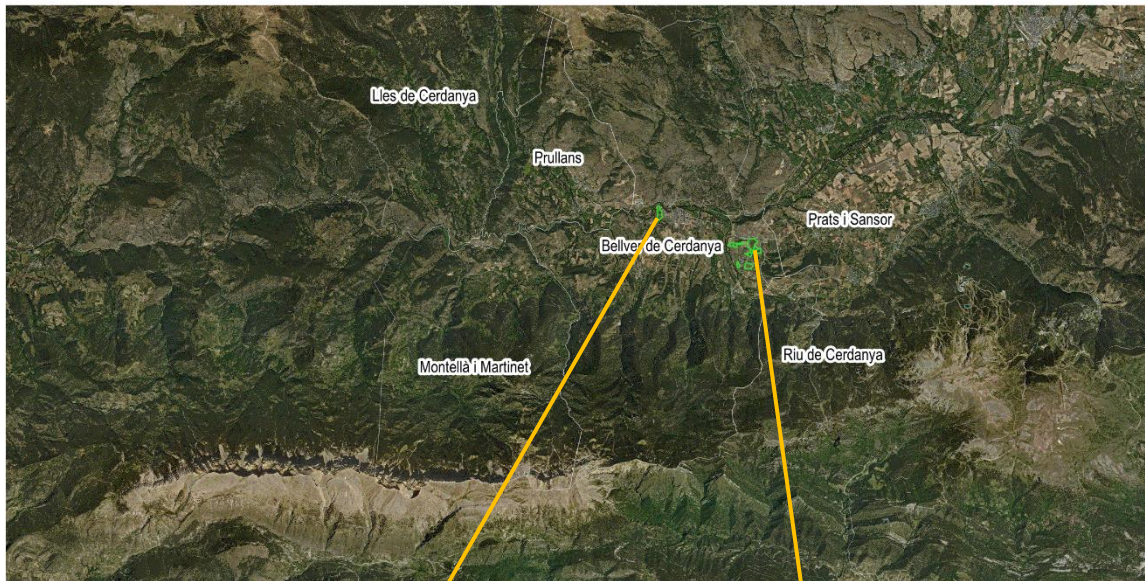 Lles de Cerdanya
Prullans
Prats i Sansor
Bellver de Cerdanya
Riu de Cerdanya
Montellà i Martinet